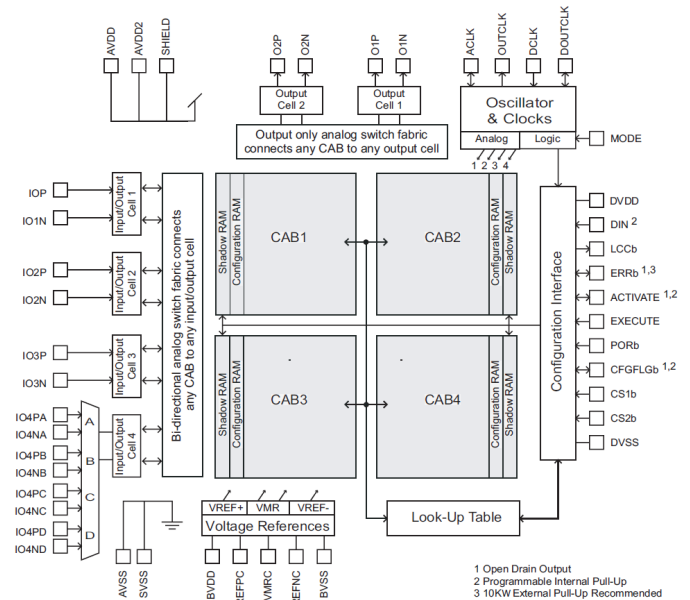 AVDD
AVDD2
SHIELD
O2P
O2N
O1P
O1N
ACLK
OUTCLK
DCLK
DOUTCLK
Output
Cell 2
Output
Cell 1
Output only analog switch fabric
connects any CAB to any output cell
Oscillator
& Clocks
Analog
Logic
1 2 3 4
MODE
IOP
IO1N
Input/Output
Cell 1
IO2P
IO2N
Input/Output
Cell 2
IO3P
IO3N
Input/Output
Cell 3
IO4PA
IO4NA
IO4PB
IO4NB
IO4PC
IO4NC
IO4PD
IO4ND
A
B
C
D
Input/Output
Cell 4
Bi-directional analog switch fabric connects
any CAB to any input/output cell
Shadow RAM
Configuration RAM
CAB1
CAB2
Configuration RAM
Shadow RAM
Shadow RAM
Configuration RAM
CAB3
CAB4
Configuration RAM
Shadow RAM
Configuration Interface
DVDD
DIN 2
LCCb
ERRb 1,3
ACTIVATE 1,2
EXECUTE
PORb
CFGFLGb 1,2
CS1b
CS2b
DVSS
VREF+
VMR
VREF-
Voltage References
Look-Up Table
AVSS
SVSS
BVDD
REFPC
VMRC
REFNC
BVSS
1 Open Drain Output
2 Programmable Internal Pull-Up
3 10KW External Pull-Up Recommended